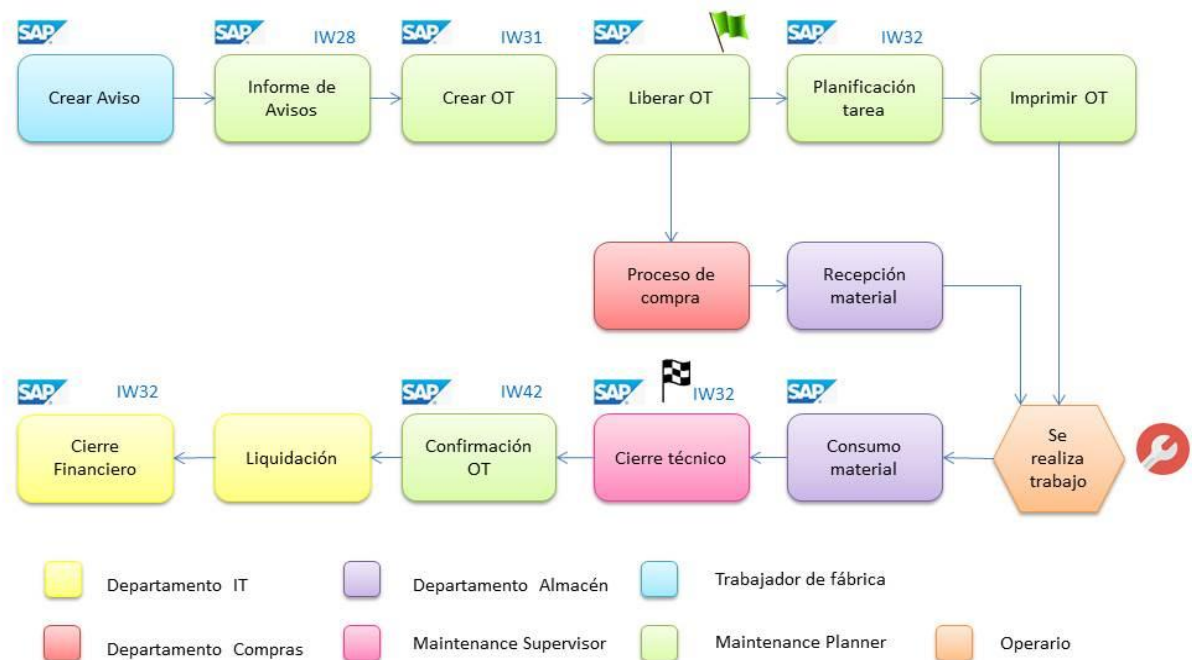 SAP
SAP IW28
SAP IW31
SAP
SAP IW32
Crear Aviso
Informe de
Avisos
Crear OT
Liberar OT
Planificación
tarea
Imprimir OT
Proceso de
compra
Recepción
material
SAP IW32
SAP IW42
SAP IW32
SAP
Cierre
Financiero
Liquidación
Confirmación
OT
Cierre técnico
Consumo
material
Se
realiza
trabajo
Departamento IT
Departamento Almacén
Trabajador de fábrica
Departamento Compras
Maintenance Supervisor
Maintenance Planner
Operario